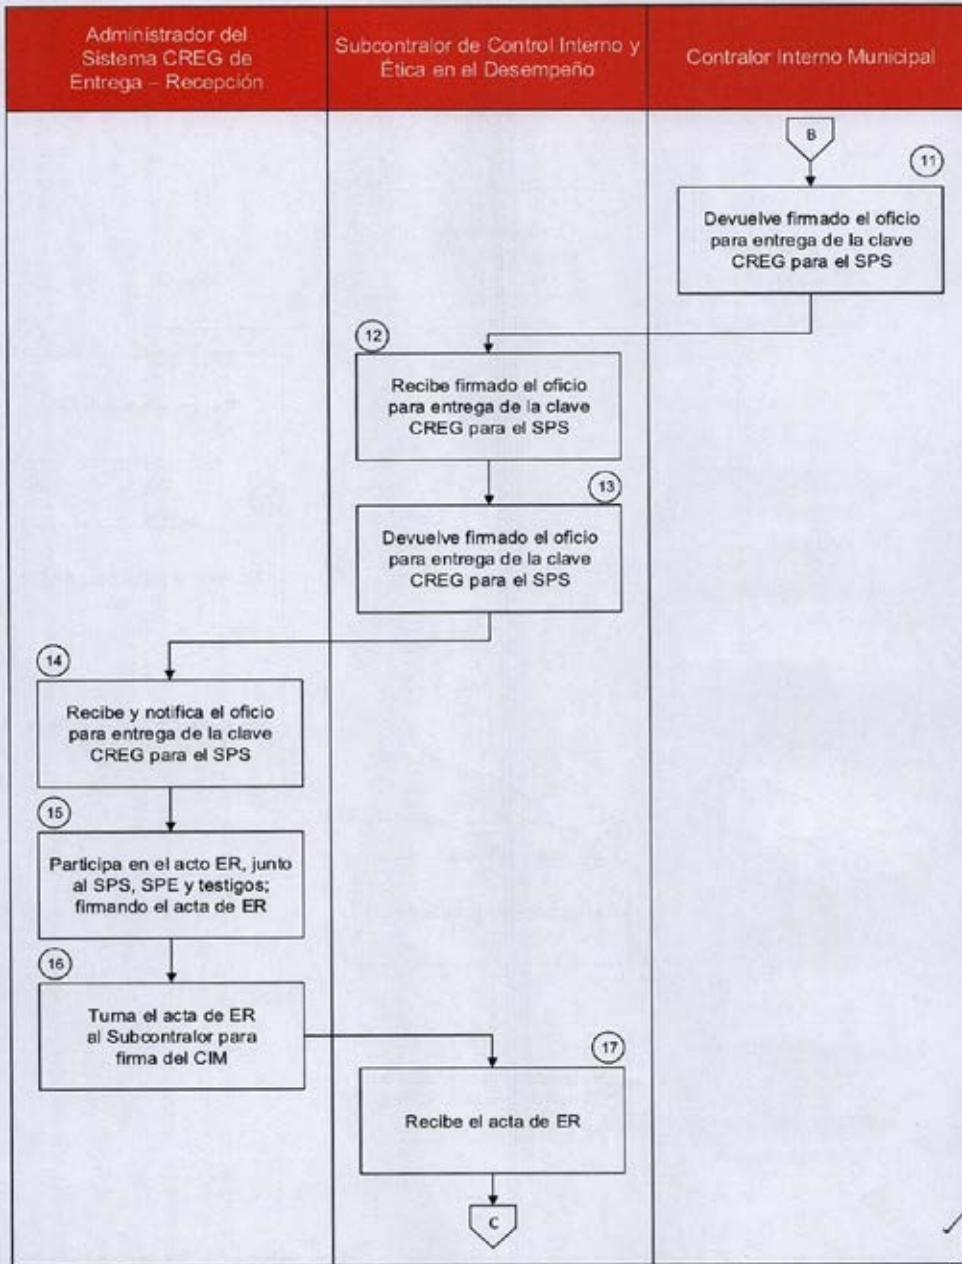 Administrador del
Sistema CREG de
Entrega – Recepción
Subcontralor de Control Interno y
Ética en el Desempeño
Contralor Interno Municipal
B
11
Devuelve firmado el oficio
para entrega de la clave
CREG para el SPS
12
Recibe firmado el oficio
para entrega de la clave
CREG para el SPS
13
Devuelve firmado el oficio
para entrega de la clave
CREG para el SPS
14
Recibe y notifica el oficio
para entrega de la clave
CREG para el SPS
15
Participa en el acto ER, junto
al SPS, SPE y testigos;
firmando el acta de ER
16
Turna el acta de ER
al Subcontralor para
firma del CIM
17
Recibe el acta de ER
C